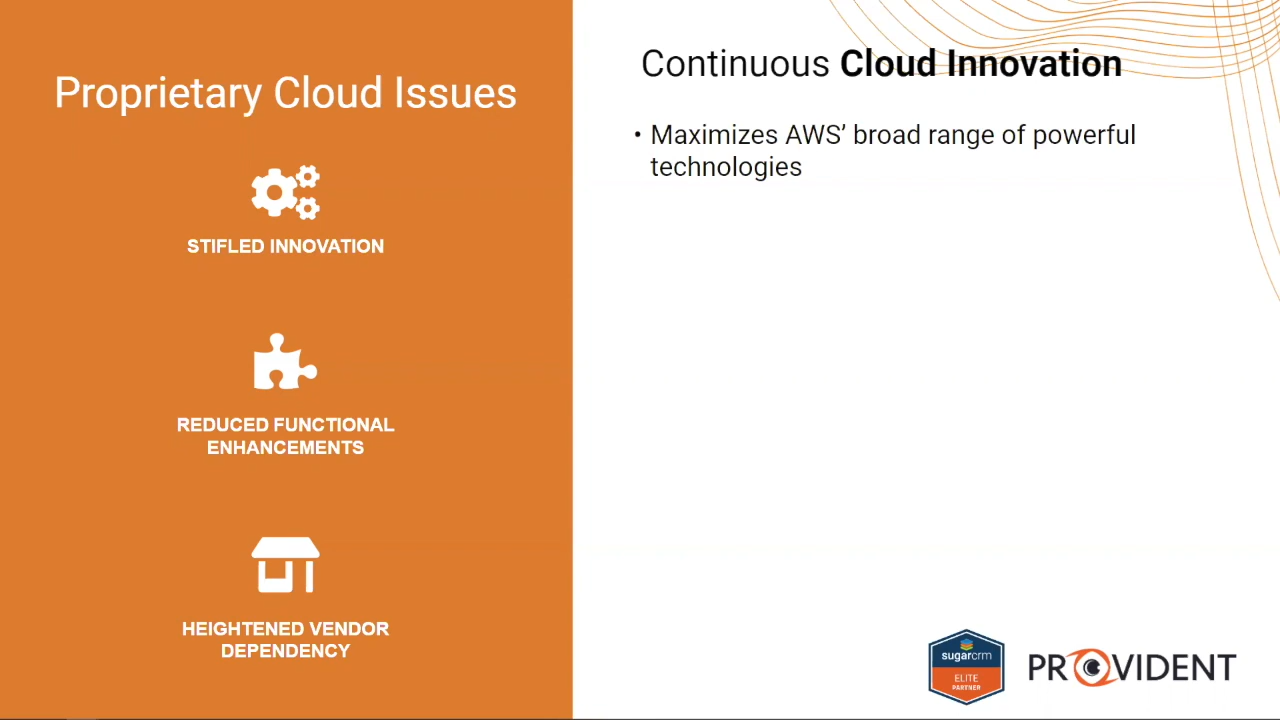 Proprietary Cloud Issues
STIFLED INNOVATION
REDUCED FUNCTIONAL
ENHANCEMENTS
HEIGHTENED VENDOR
DEPENDENCY
Continuous Cloud Innovation
• Maximizes AWS’ broad range of powerful
technologies
sugarcrm
ELITE
PARTNER
PROVIDENT